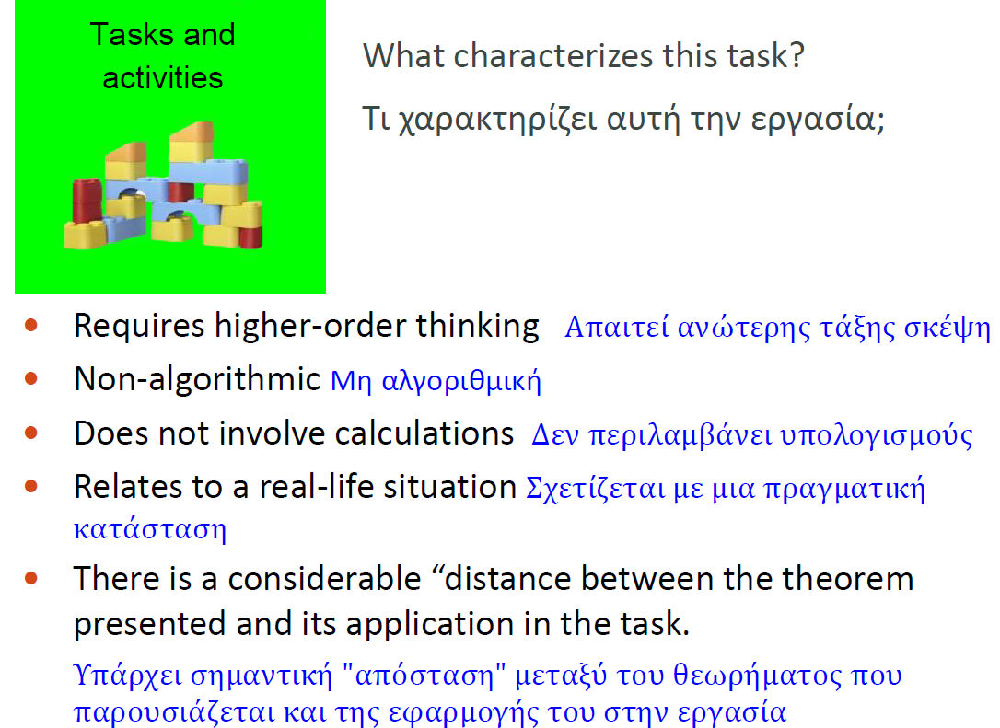 Tasks and
activities
What characterizes this task?
Τι χαρακτηρίζει αυτή την εργασία;
• Requires higher-order thinking Απαιτεί ανώτερης τάξης σκέψη
• Non-algorithmic Μη αλγοριθμική
• Does not involve calculations Δεν περιλαμβάνει υπολογισμούς
• Relates to a real-life situation Σχετίζεται με μια πραγματική
κατάσταση
• There is a considerable “distance between the theorem
presented and its application in the task.
Υπάρχει σημαντική "απόσταση" μεταξύ του θεωρήματος που
παρουσιάζεται και της εφαρμογής του στην εργασία